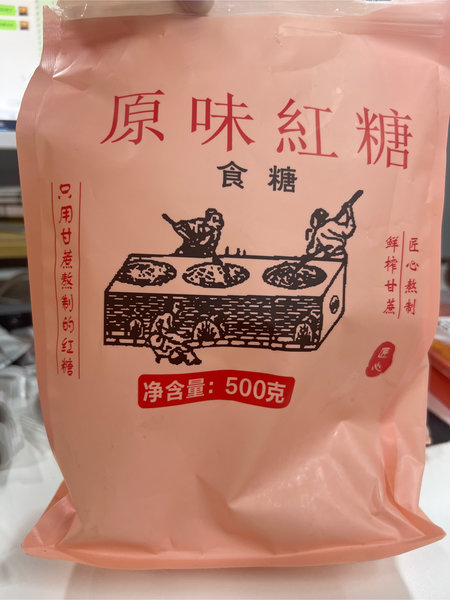 原味紅糖
食糖
只用甘蔗熬制的红糖
匠心熬制
鲜榨甘蔗
匠心
净含量：500克